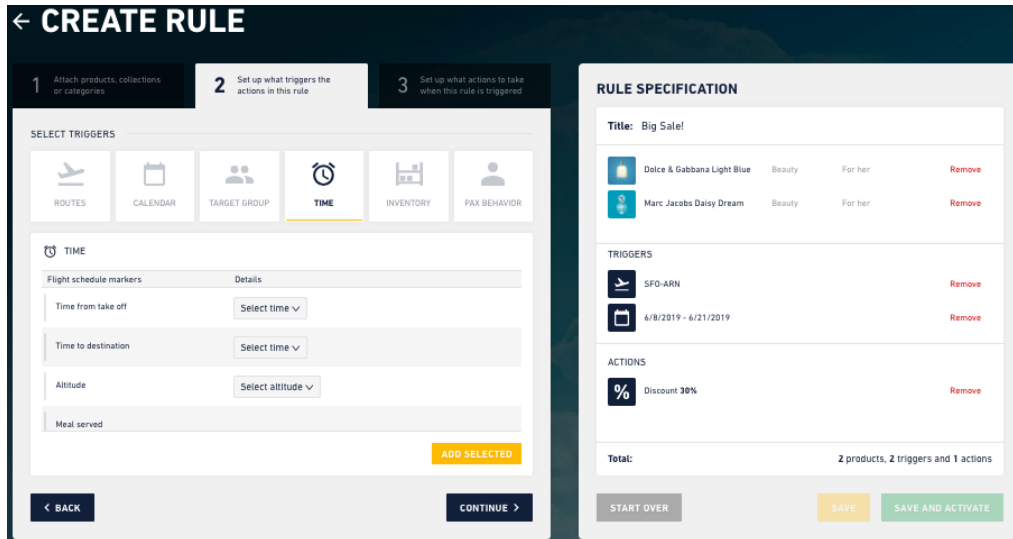 ← CREATE RULE
1 Attach products, collections
or categories
2 Set up what triggers the
actions in this rule
3 Set up what actions to take
when this rule is triggered
SELECT TRIGGERS
ROUTES CALENDAR TARGET GROUP TIME INVENTORY PAX BEHAVIOR
TIME
Flight schedule markers Details
Time from take off Select time
Time to destination Select time
Altitude Select altitude
Meal served
ADD SELECTED
< BACK CONTINUE >
RULE SPECIFICATION
Title: Big Sale!
Dolce & Gabbana Light Blue Beauty For her Remove
Marc Jacobs Daisy Dream Beauty For her Remove
TRIGGERS
SFO-ARN Remove
6/8/2019 - 6/21/2019 Remove
ACTIONS
% Discount 30% Remove
Total: 2 products, 2 triggers and 1 actions
START OVER SAVE SAVE AND ACTIVATE